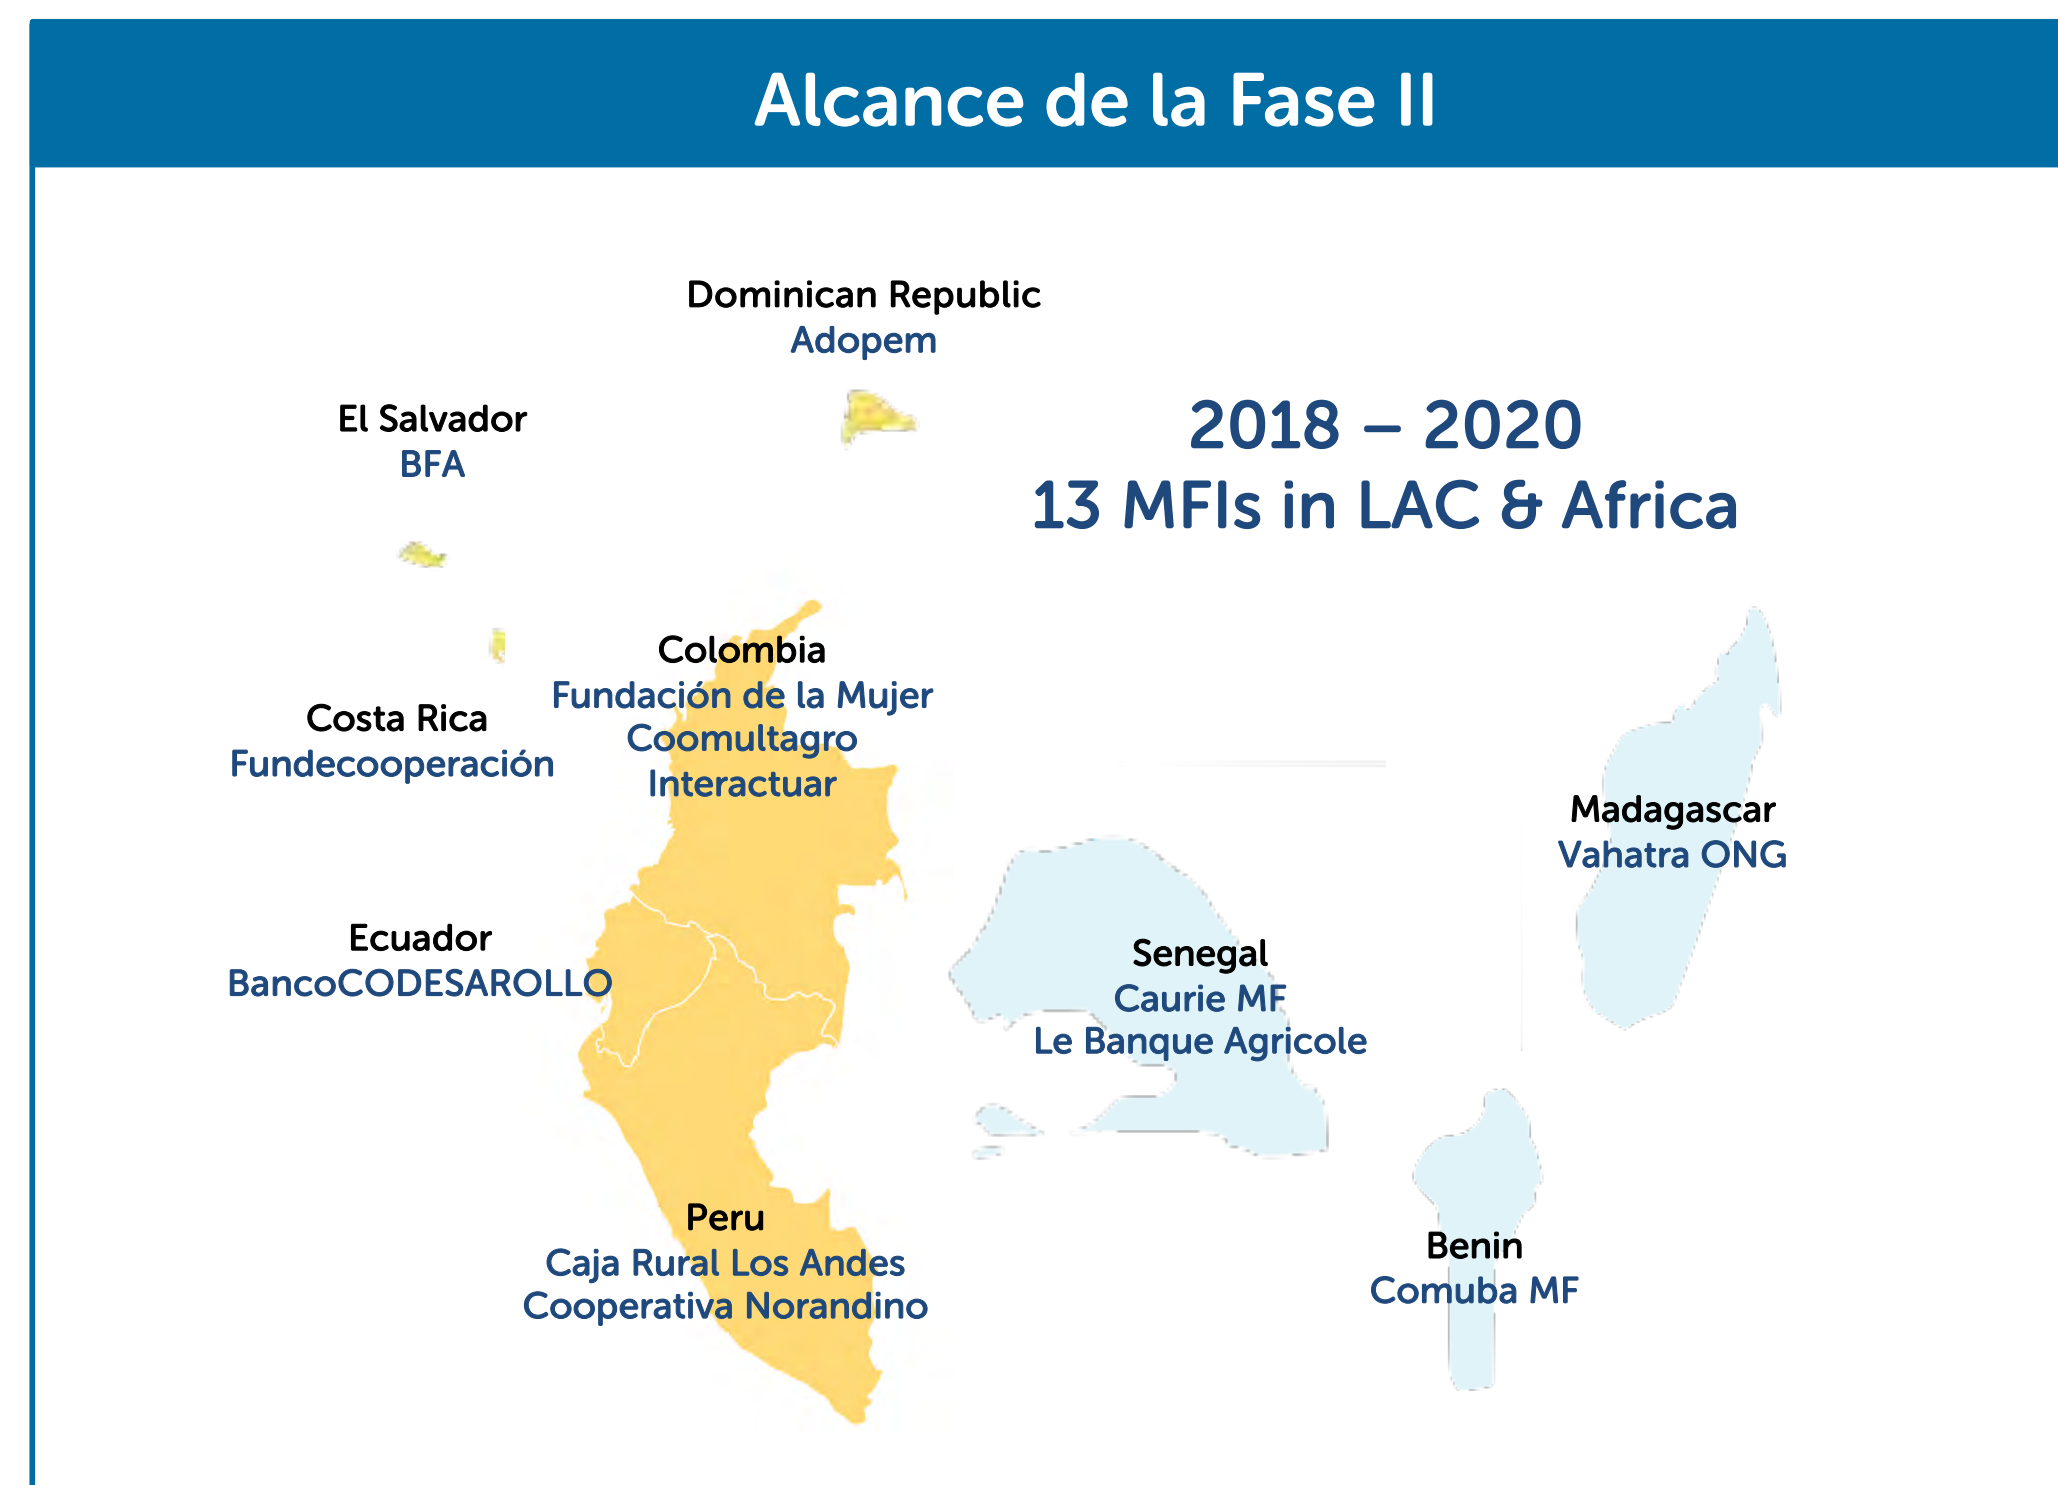 Alcance de la Fase II
Dominican Republic
Adopem
El Salvador
BFA
2018 – 2020
13 MFIs in LAC & Africa
Colombia
Fundación de la Mujer
Coomultagro
Interactuar
Costa Rica
Fundecooperación
Madagascar
Vahatra ONG
Ecuador
BancoCODESAROLLO
Senegal
Caurie MF
Le Banque Agricole
Peru
Caja Rural Los Andes
Cooperativa Norandino
Benin
Comuba MF